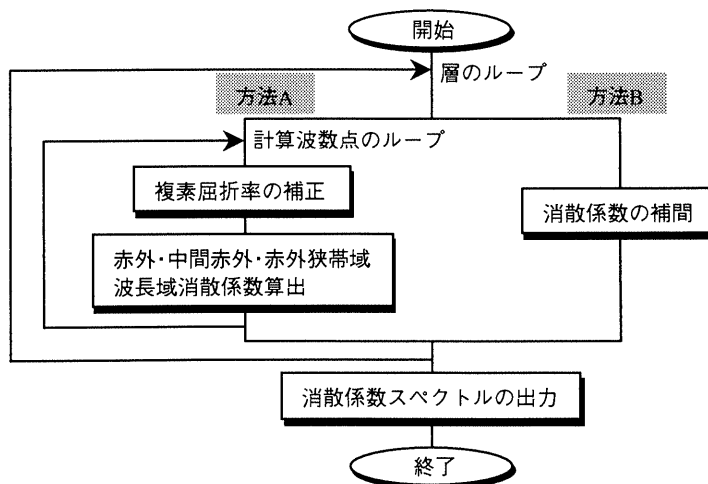 開始
層のループ
方法A
方法B
計算波数点のループ
複素屈折率の補正
消散係数の補間
赤外・中間赤外・赤外狭帯域
波長域消散係数算出
消散係数スペクトルの出力
終了